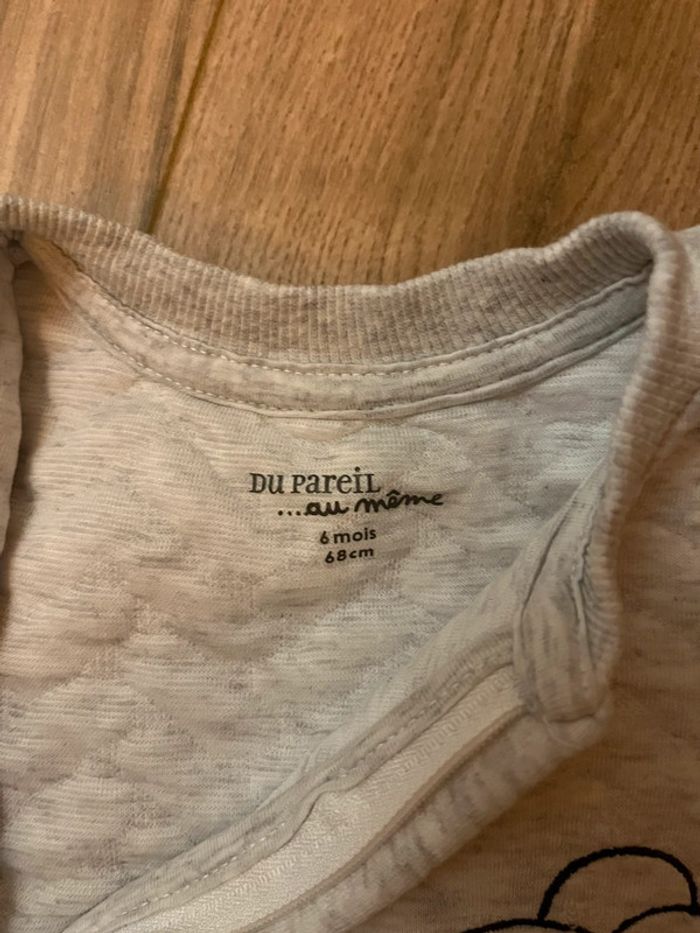 Du Pareil
...au même
6 mois
68cm